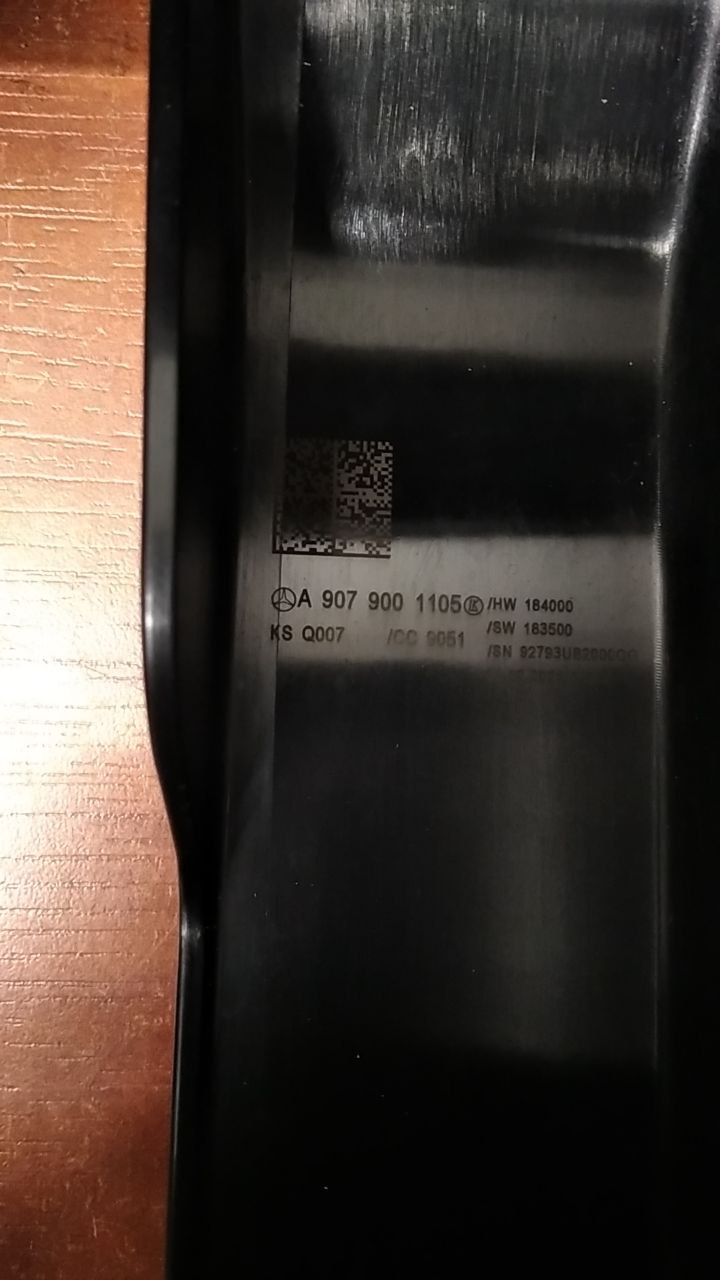 A 907 900 1105 /HW 184000
/SW 183500
KS Q007 /CC 9051
/SN